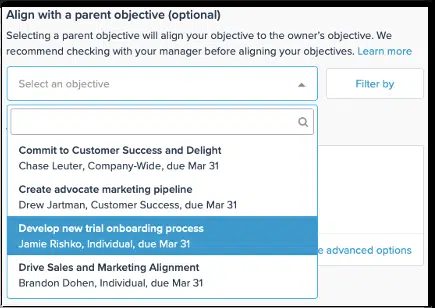 Align with a parent objective (optional)
Selecting a parent objective will align your objective to the owner's objective. We
recommend checking with your manager before aligning your objectives. Learn more
Select an objective
Filter by
Commit to Customer Success and Delight
Chase Leuter, Company-Wide, due Mar 31
Create advocate marketing pipeline
Drew Jartman, Customer Success, due Mar 31
Develop new trial onboarding process
Jamie Rishko, Individual, due Mar 31
e advanced options
Drive Sales and Marketing Alignment
Brandon Dohen, Individual, due Mar 31